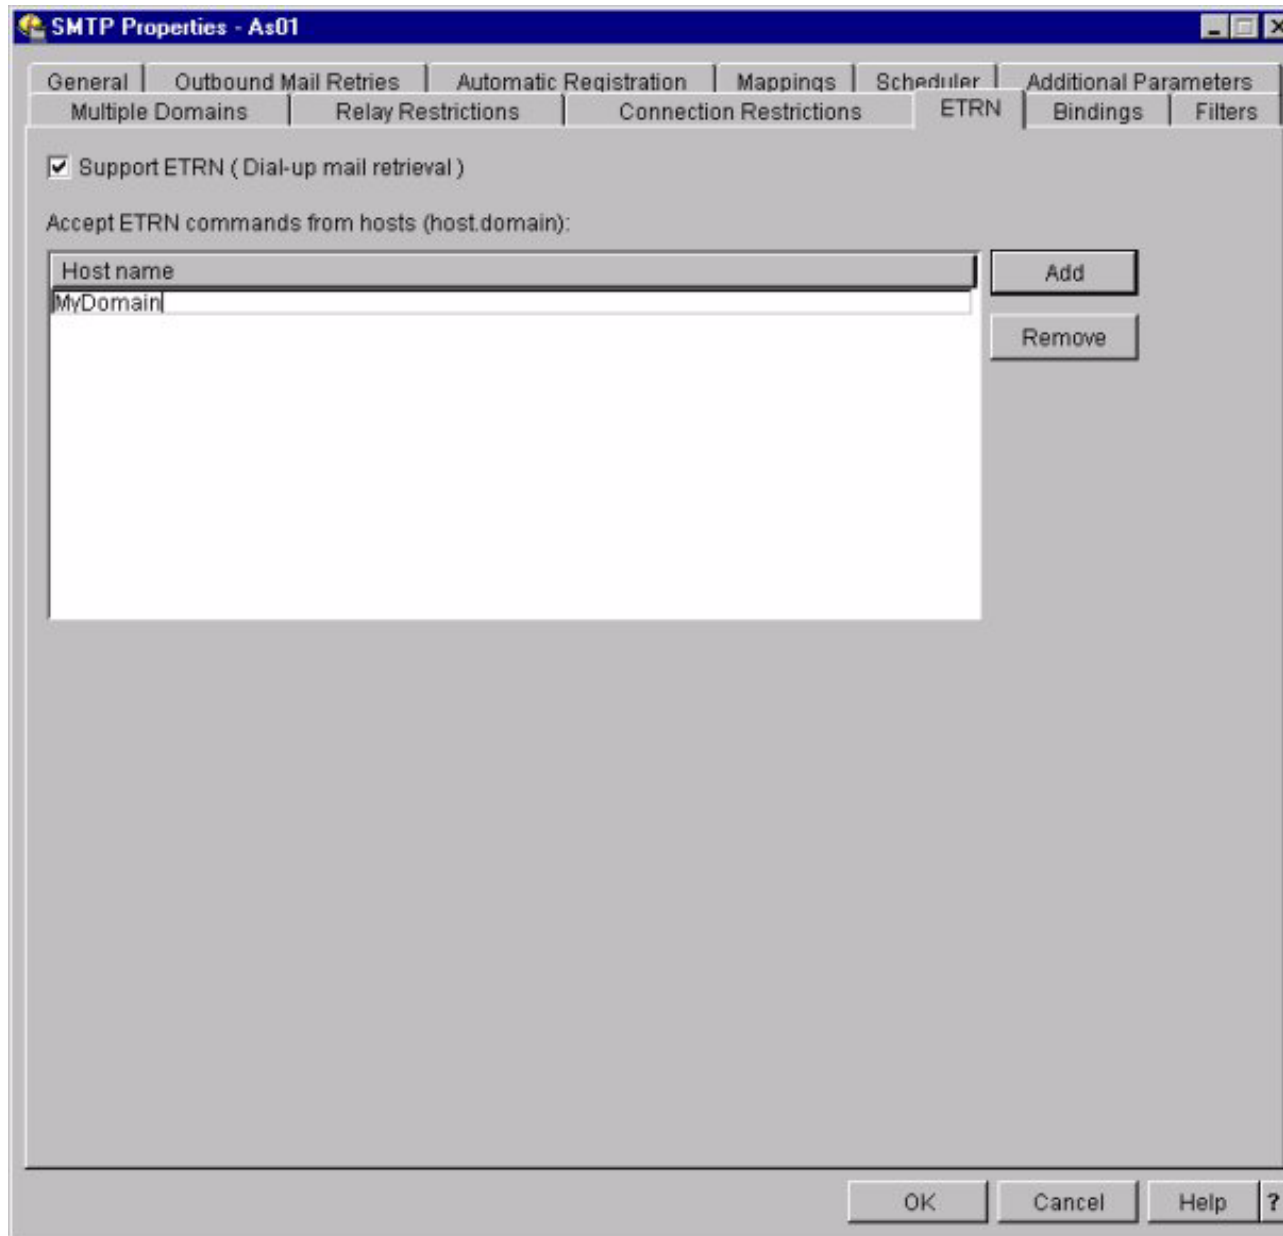 SMTP Properties - As01
General Outbound Mail Retries Automatic Registration Mappings Scheduler Additional Parameters
Multiple Domains Relay Restrictions Connection Restrictions ETRN Bindings Filters
Support ETRN ( Dial-up mail retrieval )
Accept ETRN commands from hosts (host.domain):
Host name Add
MyDomain
Remove
OK Cancel Help ?